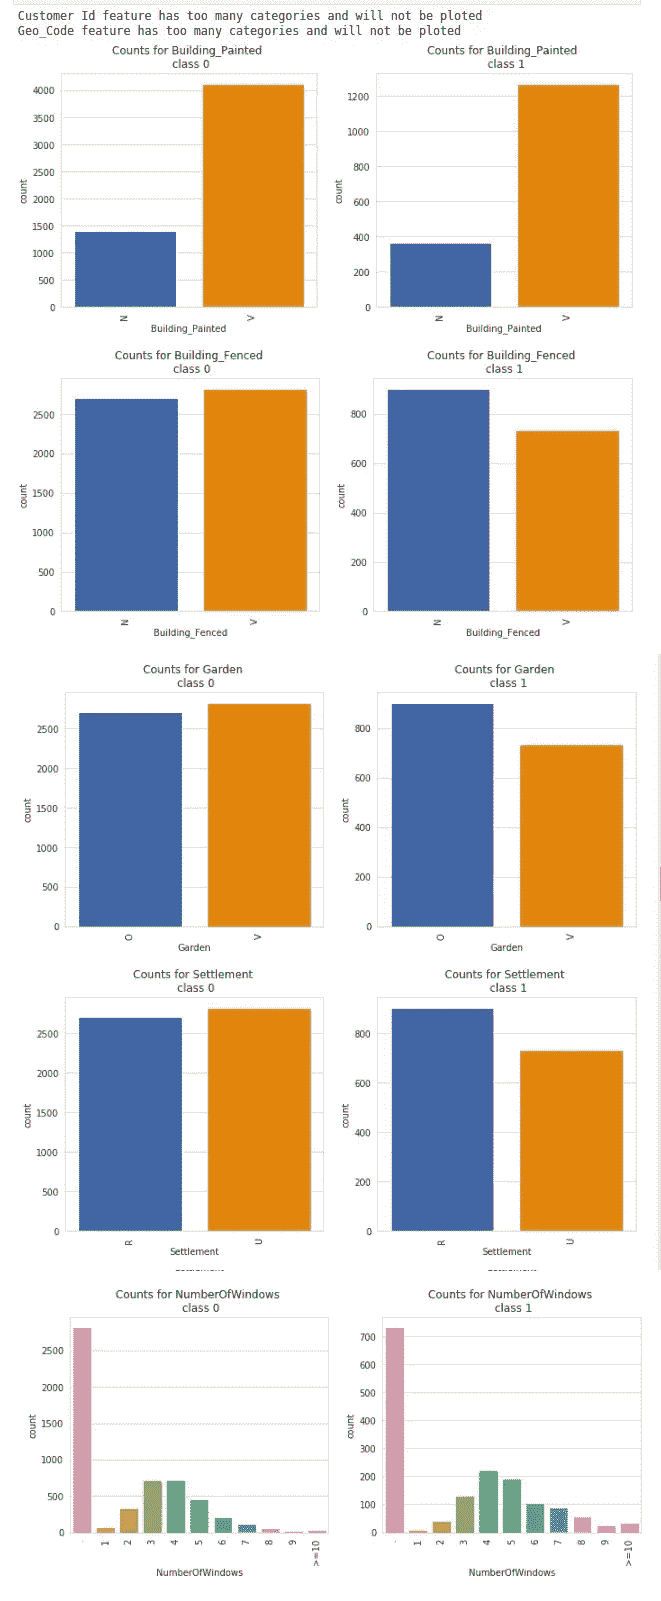 Customer Id feature has too many categories and will not be ploted
Geo_Code feature has too many categories and will not be ploted
Counts for Building_Painted
class 0
Counts for Building_Painted
class 1
count
4000
3500
3000
2500
2000
1500
1000
500
0
N
V
Building_Painted
count
1200
1000
800
600
400
200
0
N
V
Building_Painted
Counts for Building_Fenced
class 0
Counts for Building_Fenced
class 1
count
2500
2000
1500
1000
500
0
N
V
Building_Fenced
count
800
600
400
200
0
N
V
Building_Fenced
Counts for Garden
class 0
Counts for Garden
class 1
count
2500
2000
1500
1000
500
0
O
V
Garden
count
800
600
400
200
0
O
V
Garden
Counts for Settlement
class 0
Counts for Settlement
class 1
count
2500
2000
1500
1000
500
0
R
U
Settlement
count
800
600
400
200
0
R
U
Settlement
Counts for NumberOfWindows
class 0
Counts for NumberOfWindows
class 1
count
2500
2000
1500
1000
500
0
.
1
2
3
4
5
6
7
8
9
>=10
NumberOfWindows
count
700
600
500
400
300
200
100
0
.
1
2
3
4
5
6
7
8
9
>=10
NumberOfWindows